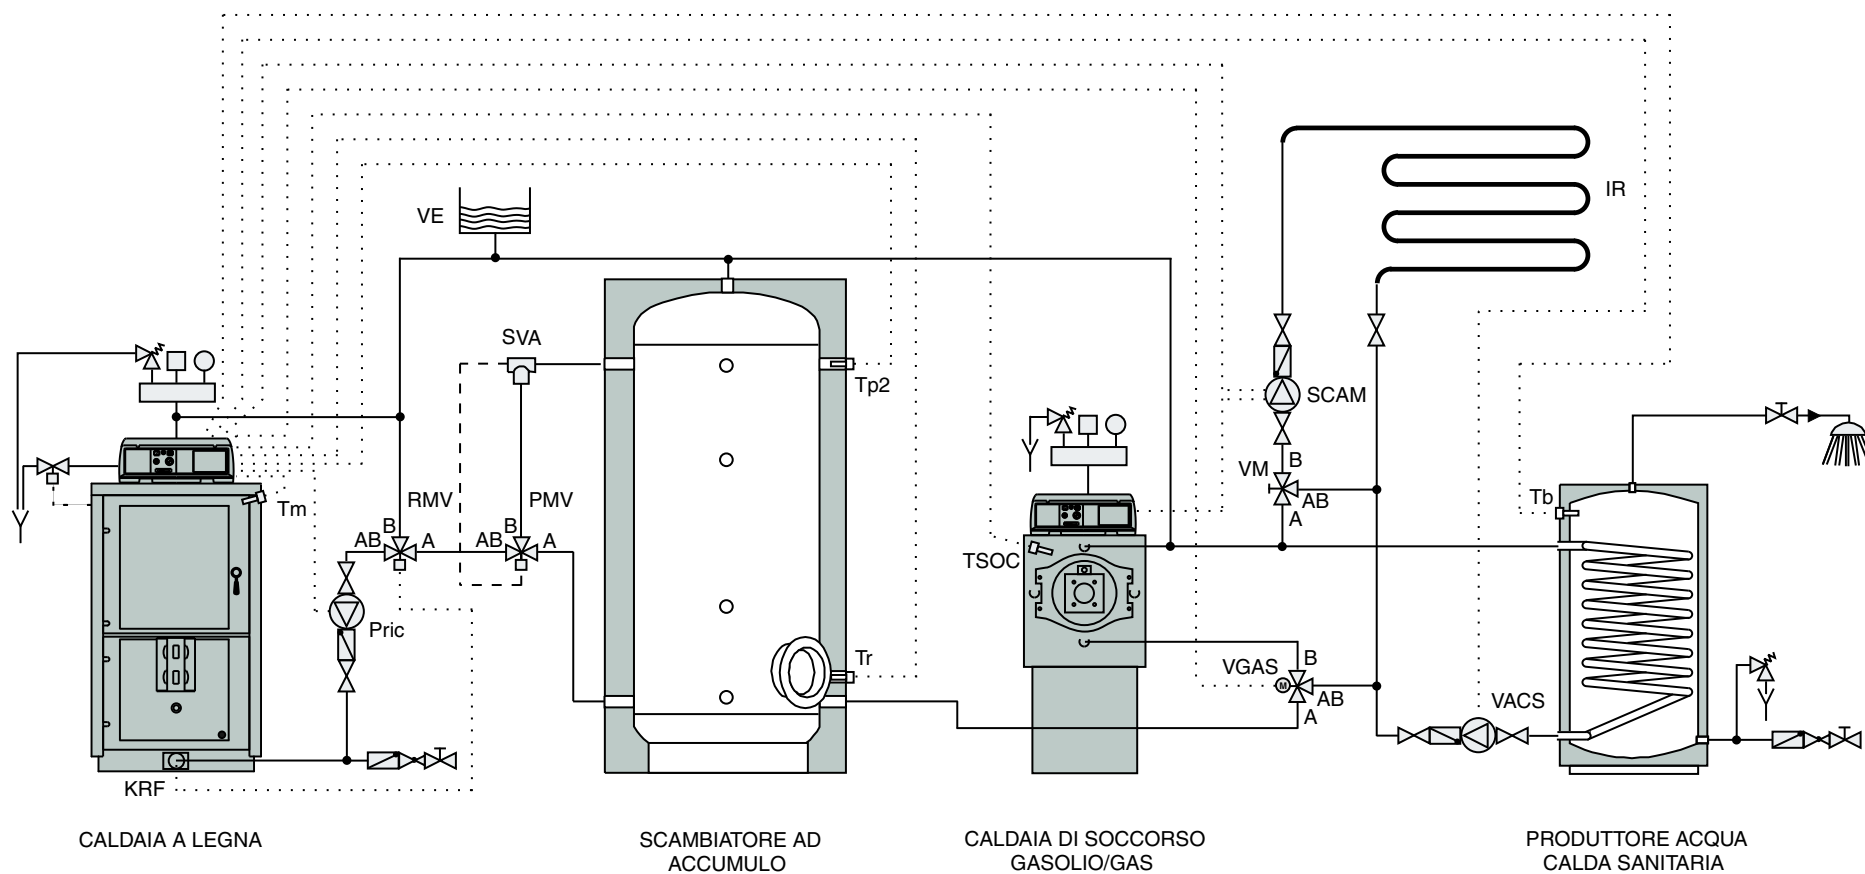 VE
IR
SVA
Tp2
SCAM
B
VM
AB
A
Tb
Tm
RMV
PMV
B
AB
A
B
AB
A
TSOC
Pric
Tr
B
VGAS
M
AB
A
VACS
KRF
CALDAIA A LEGNA
SCAMBIATORE AD
ACCUMULO
CALDAIA DI SOCCORSO
GASOLIO/GAS
PRODUTTORE ACQUA
CALDA SANITARIA